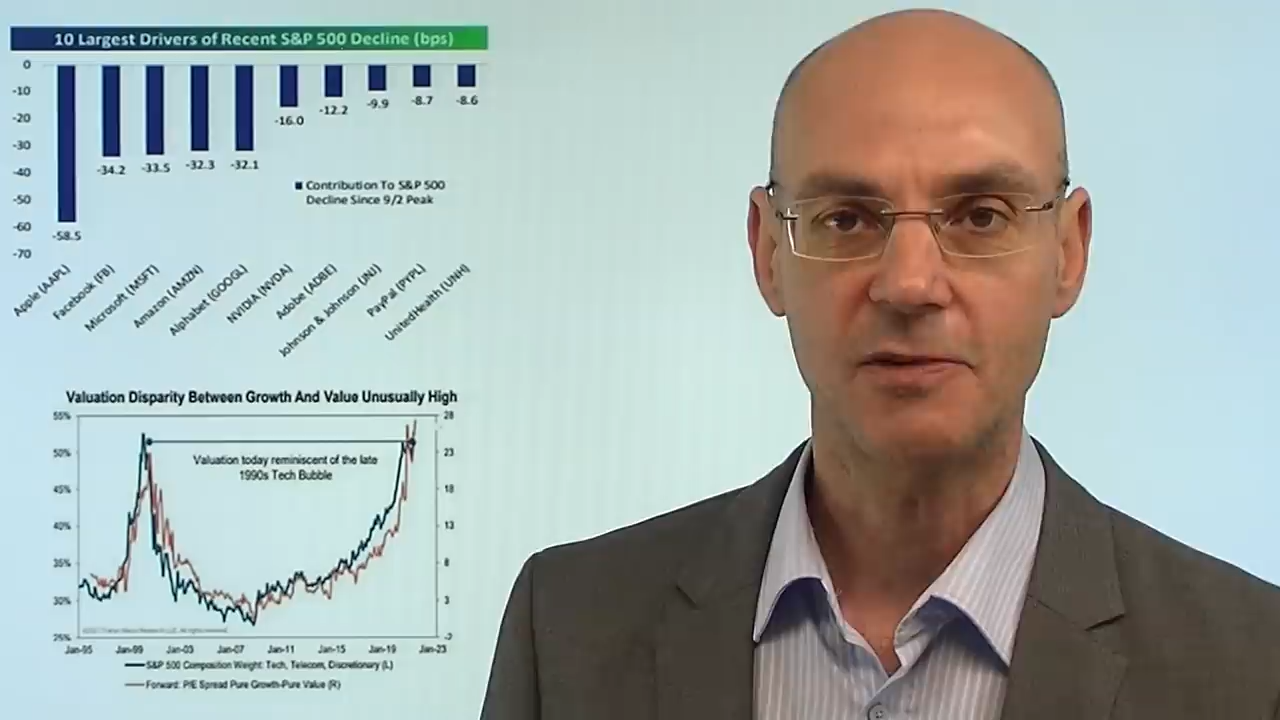 10 Largest Drivers of Recent S&P 500 Decline (bps)
0
-10
-20
-30
-40
-50
-60
-70
-58.5
-34.2
-33.5
-32.3
-32.1
-16.0
-12.2
-9.9
-8.7
-8.6
Contribution To S&P 500
Decline Since 9/2 Peak
Apple (AAPL)
Facebook (FB)
Microsoft (MSFT)
Amazon (AMZN)
Alphabet (GOOGL)
NVIDIA (NVDA)
Adobe (ADBE)
Johnson & Johnson (JNJ)
PayPal (PYPL)
UnitedHealth (UNH)
Valuation Disparity Between Growth And Value Unusually High
55%
50%
45%
40%
35%
30%
25%
28
23
18
13
8
3
-2
Valuation today reminiscent of the late
1990s Tech Bubble
All rights reserved
Jan-95 Jan-99 Jan-03 Jan-07 Jan-11 Jan-15 Jan-19 Jan-23
S&P 500 Composition Weight: Tech, Telecom, Discretionary (L)
Forward: P/E Spread Pure Growth-Pure Value (R)